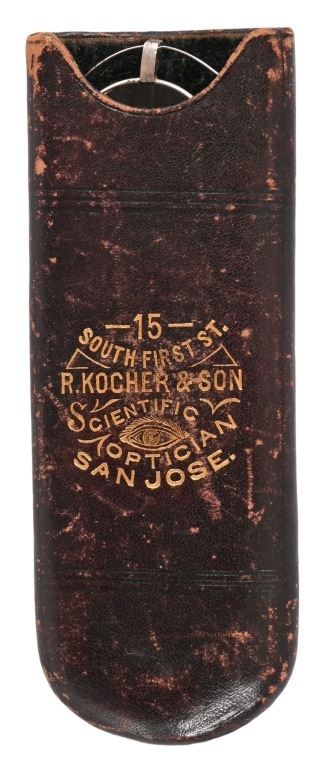 —15—
SOUTH FIRST ST.
R. KOCHER & SON
SCIENTIFIC
OPTICIAN
SAN JOSE.